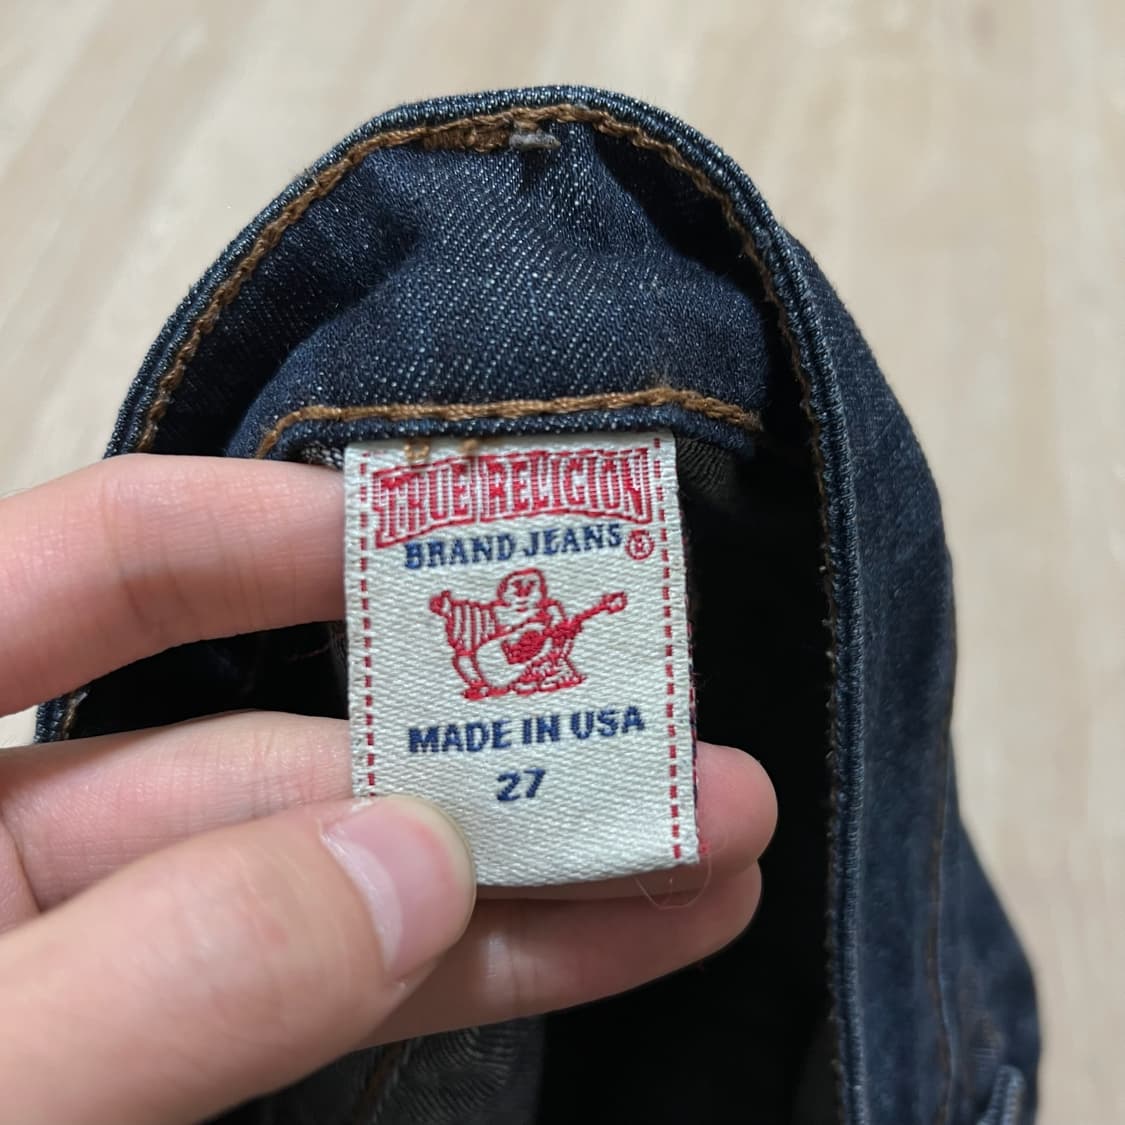 TRUE RELIGION
BRAND JEANS®
MADE IN USA
27